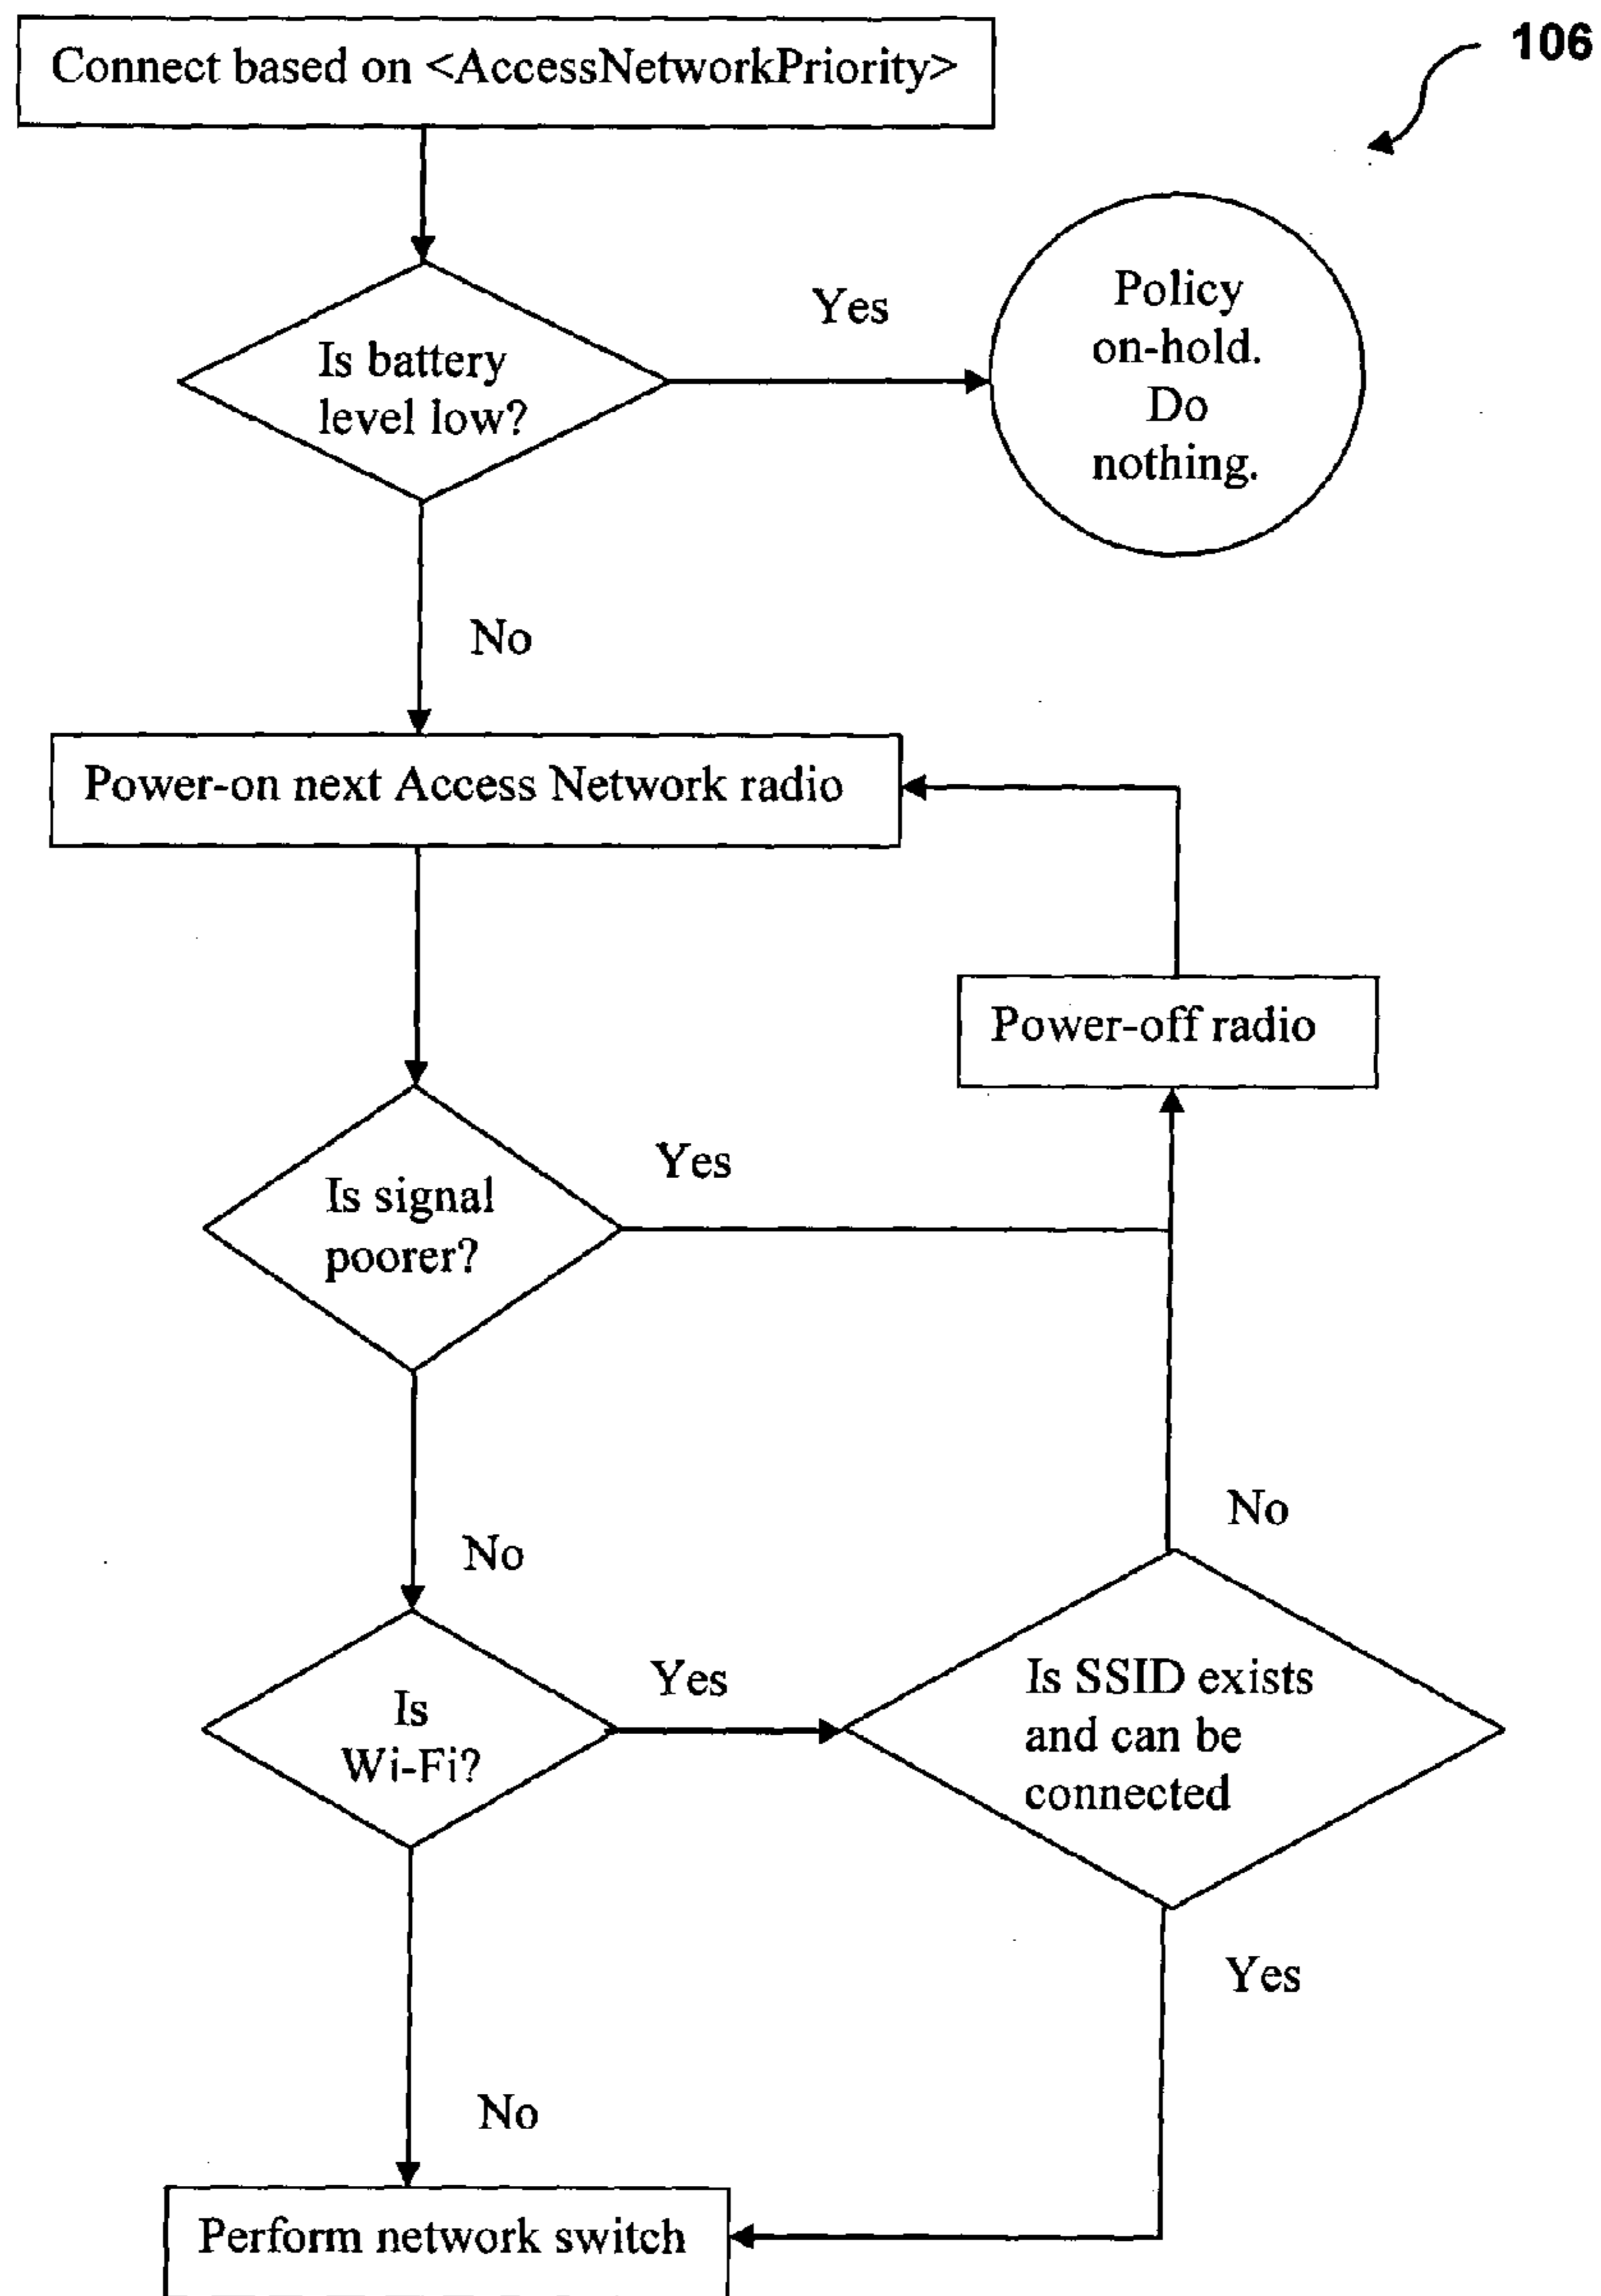 Connect based on <AccessNetworkPriority>
106
Is battery
level low?
Yes
Policy
on-hold.
Do
nothing.
No
Power-on next Access Network radio
Power-off radio
Is signal
poorer?
Yes
No
Is
Wi-Fi?
Yes
Is SSID exists
and can be
connected
No
Yes
No
Perform network switch